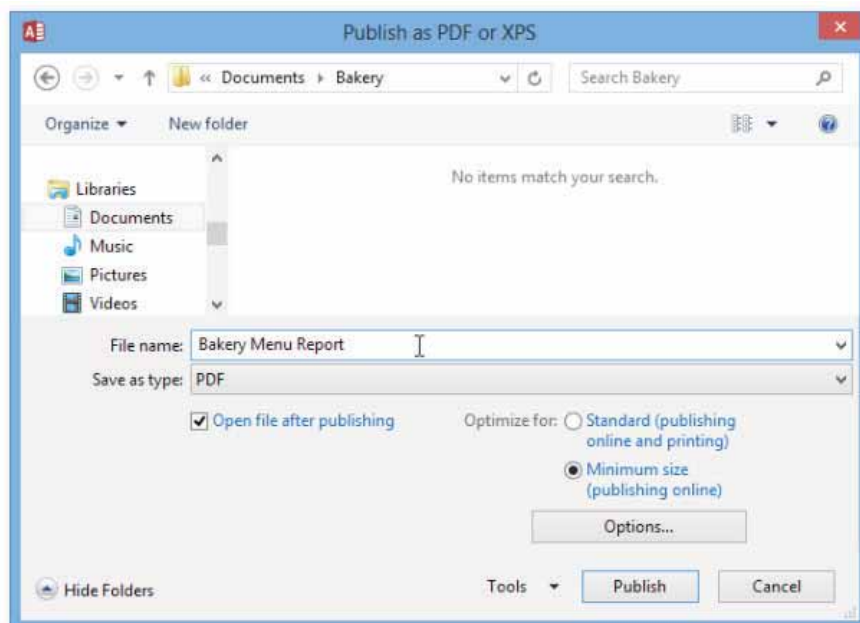 Publish as PDF or XPS
« Documents Bakery
Search Bakery
Organize
New folder
No items match your search.
Libraries
Documents
Music
Pictures
Videos
File name: Bakery Menu Report
Save as type: PDF
Open file after publishing
Optimize for: Standard (publishing
online and printing)
Minimum size
(publishing online)
Options...
Hide Folders
Tools
Publish
Cancel